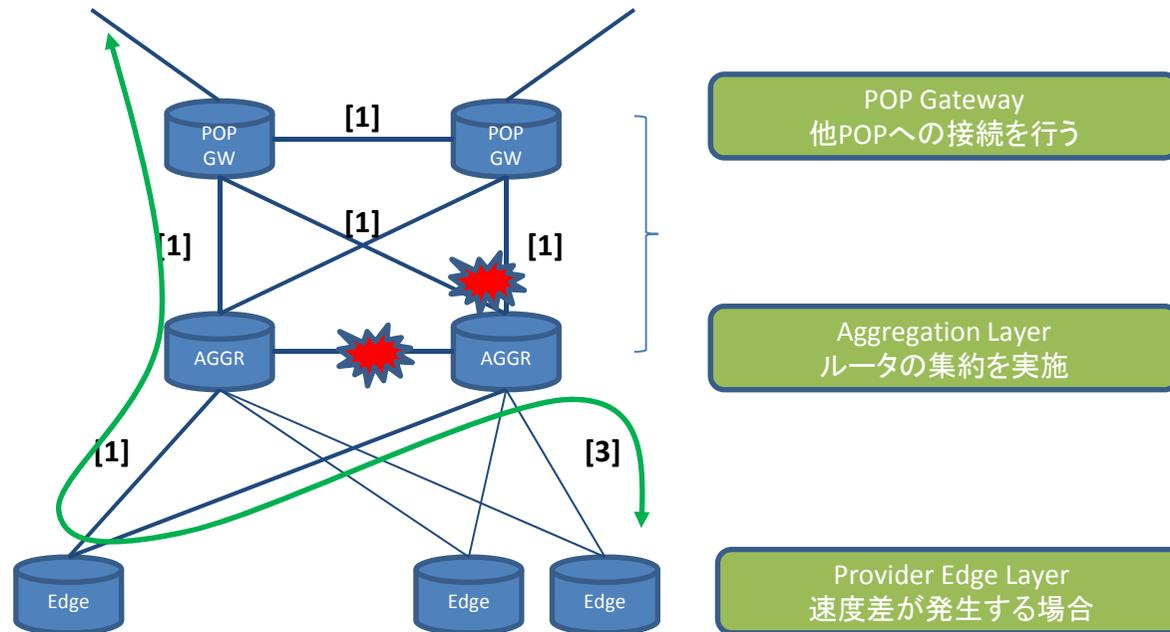 [1]
POP
GW
POP
GW
POP Gateway
他POPへの接続を行う
[1]
[1]
[1]
AGGR
AGGR
Aggregation Layer
ルータの集約を実施
[1]
[3]
Edge
Edge
Edge
Provider Edge Layer
速度差が発生する場合